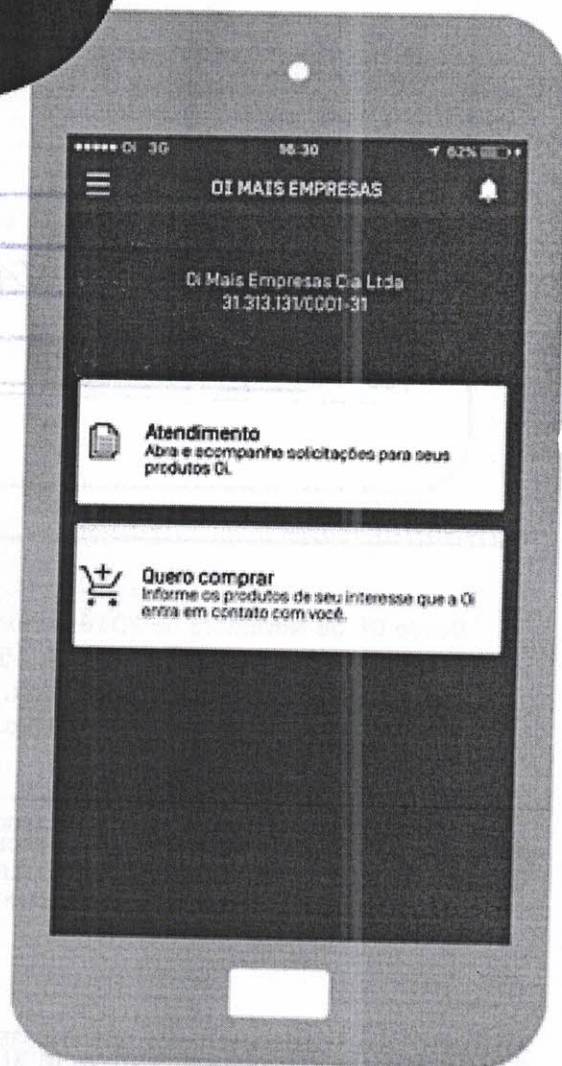 Oi 3G 16:30 62%
OI MAIS EMPRESAS
Oi Mais Empresas Cia Ltda
31.313.131/0001-31
Atendimento
Abra e acompanhe solicitações para seus
produtos Oi.
Quero comprar
Informe os produtos de seu interesse que a Oi
entra em contato com você.